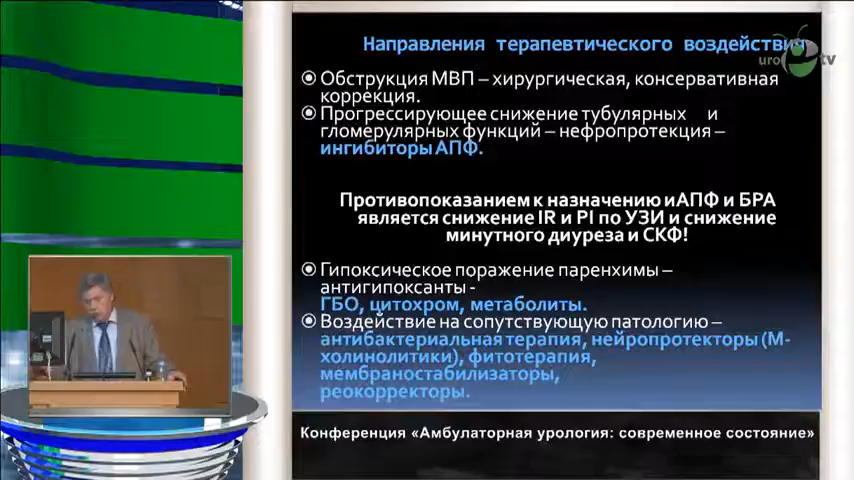 Направления терапевтического воздействия
uro tv
Обструкция МВП – хирургическая, консервативная
коррекция.
Прогрессирующее снижение тубулярных и
гломерулярных функций – нефропротекция –
ингибиторы АПФ.
Противопоказанием к назначению иАПФ и БРА
является снижение IR и PI по УЗИ и снижение
минутного диуреза и СКФ!
Гипоксическое поражение паренхимы –
антигипоксанты -
ГБО, цитохром, метаболиты.
Воздействие на сопутствующую патологию –
антибактериальная терапия, нейропротекторы (М-
холинолитики), фитотерапия,
мембраностабилизаторы,
реокорректоры.
Конференция «Амбулаторная урология: современное состояние»